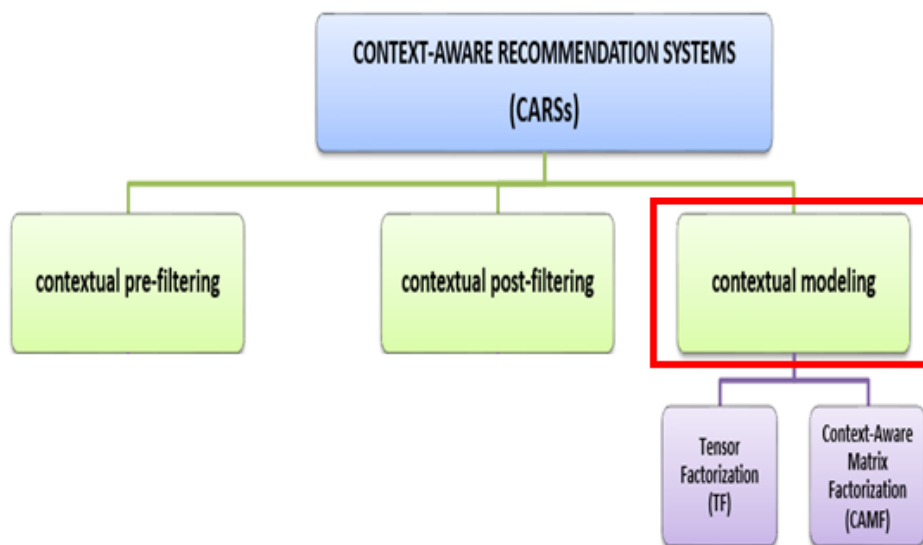 CONTEXT-AWARE RECOMMENDATION SYSTEMS
(CARSs)
contextual pre-filtering
contextual post-filtering
contextual modeling
Tensor
Factorization
(TF)
Context-Aware
Matrix
Factorization
(CAMF)